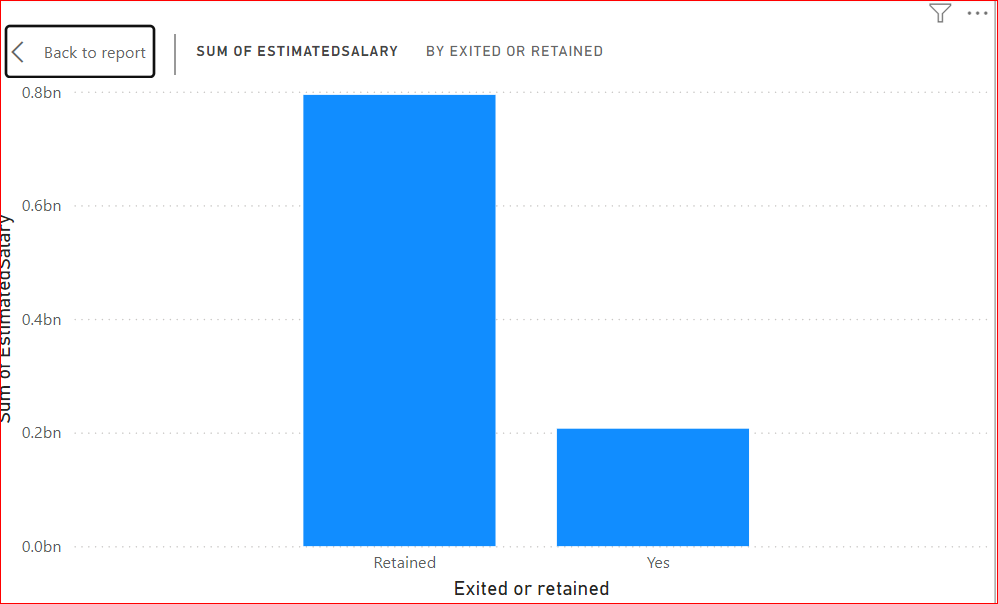 Back to report
SUM OF ESTIMATEDSALARY BY EXITED OR RETAINED
0.8bn
0.6bn
0.4bn
0.2bn
0.0bn
Sum of EstimatedSalary
Retained Yes
Exited or retained